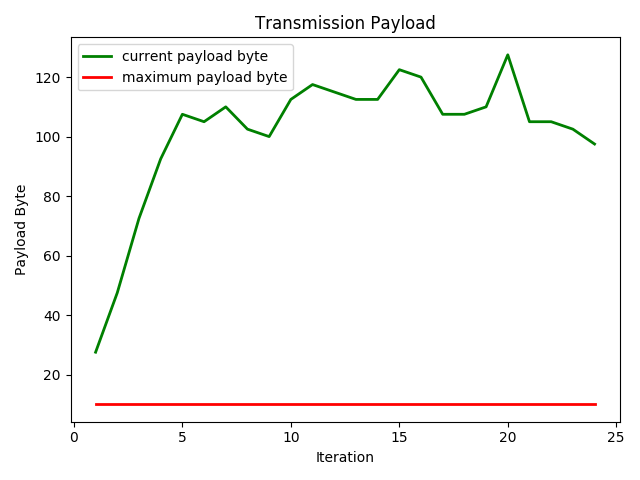 Transmission Payload
current payload byte
maximum payload byte
Payload Byte
120
100
80
60
40
20
0 5 10 15 20 25
Iteration